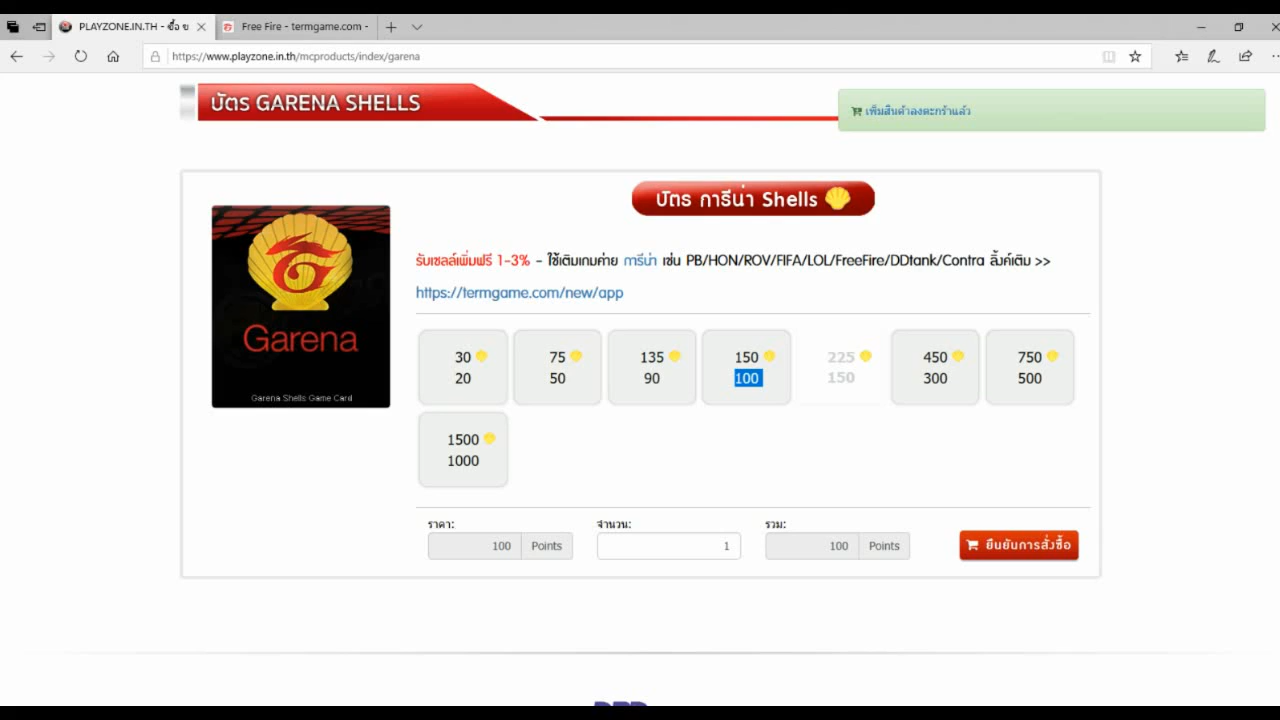 PLAYZONE.IN.TH - ซื้อ ข
Free Fire - termgame.com -
https://www.playzone.in.th/mcproducts/index/garena
บัตร GARENA SHELLS
เพิ่มสินค้าลงตะกร้าแล้ว
บัตร การีน่า Shells
รับเชลล์เพิ่มฟรี 1-3% - ใช้เติมเกมค่าย การีน่า เช่น PB/HON/ROV/FIFA/LOL/FreeFire/DDtank/Contra ลิ้งค์เติม >>
https://termgame.com/new/app
Garena
Garena Shells Game Card
30 75 135 150 225 450 750
20 50 90 100 150 300 500
1500
1000
ราคา: จำนวน: รวม:
100 Points 1 100 Points ยืนยันการสั่งซื้อ